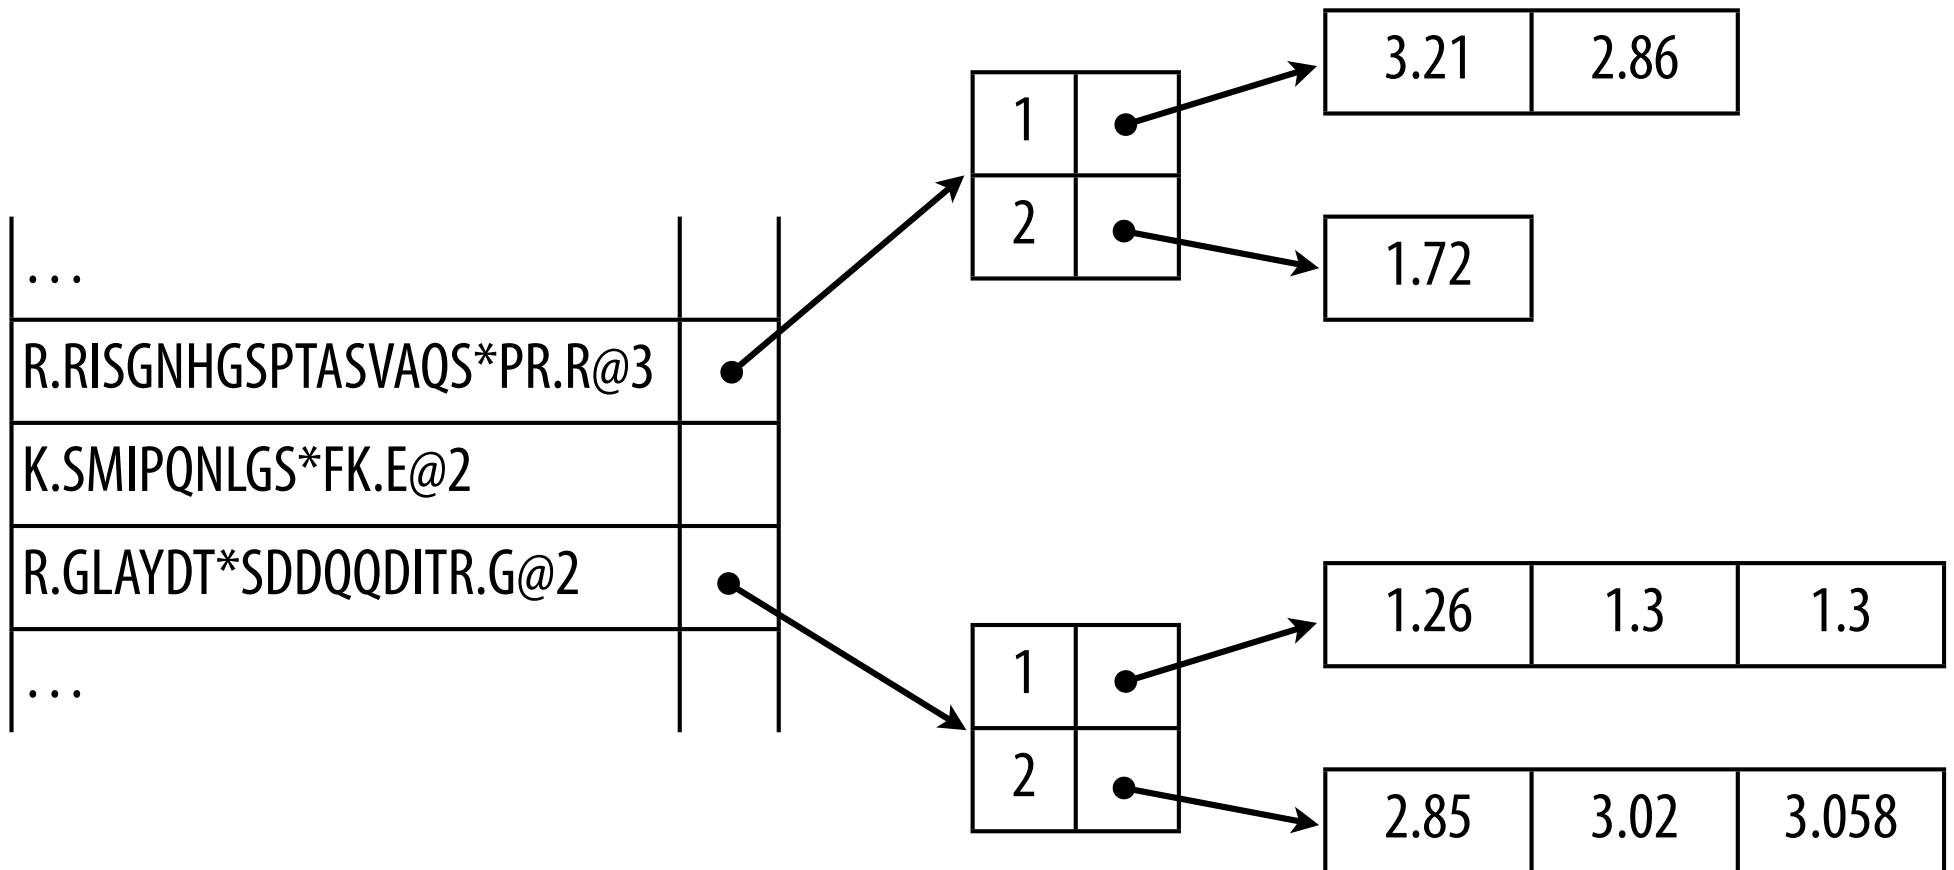 3.21 2.86
1
2
1.72
. . .
R.RISGNHGSPTASVAQS*PR.R@3
K.SMIPQNLGS*FK.E@2
R.GLAYDT*SDDQQDITR.G@2
. . .
1.26 1.3 1.3
1
2
2.85 3.02 3.058